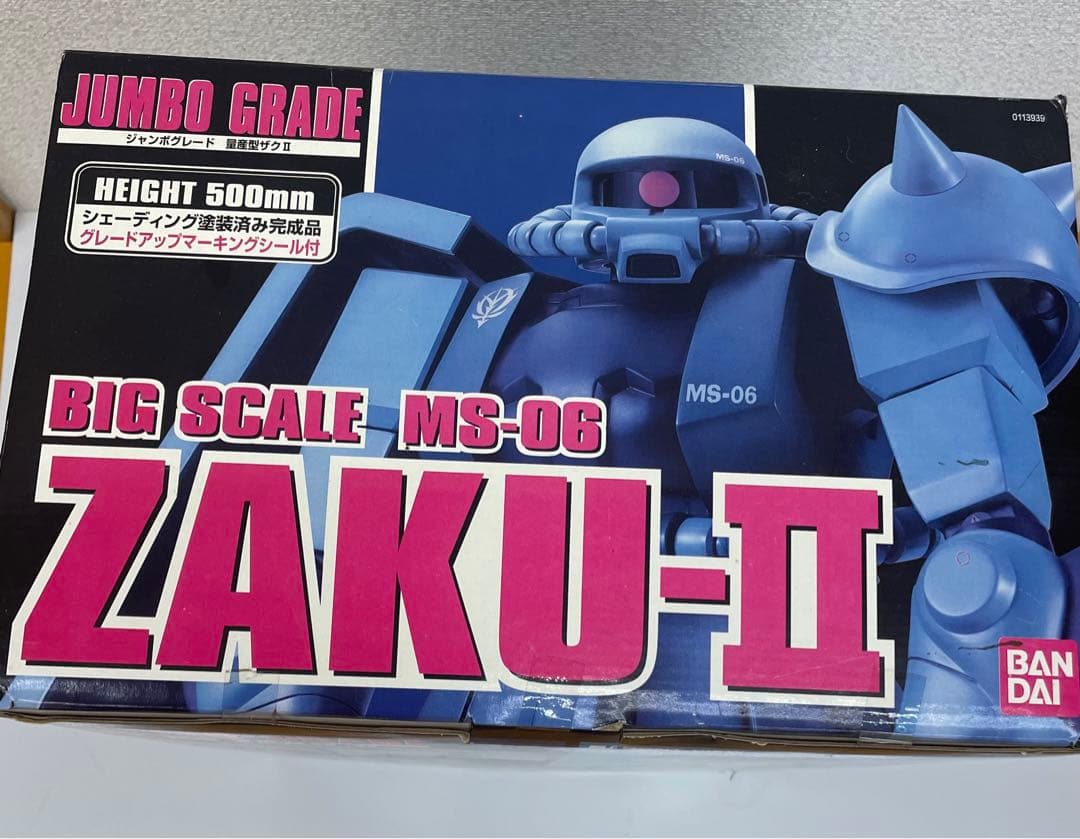 JUMBO GRADE
ジャンボグレード 量産型ザクⅡ
HEIGHT 500mm
シェーディング塗装済み完成品
グレードアップマーキングシール付
0113939
MS-06
MS-06
BIG SCALE MS-06
ZAKU-II
BAN
DAI